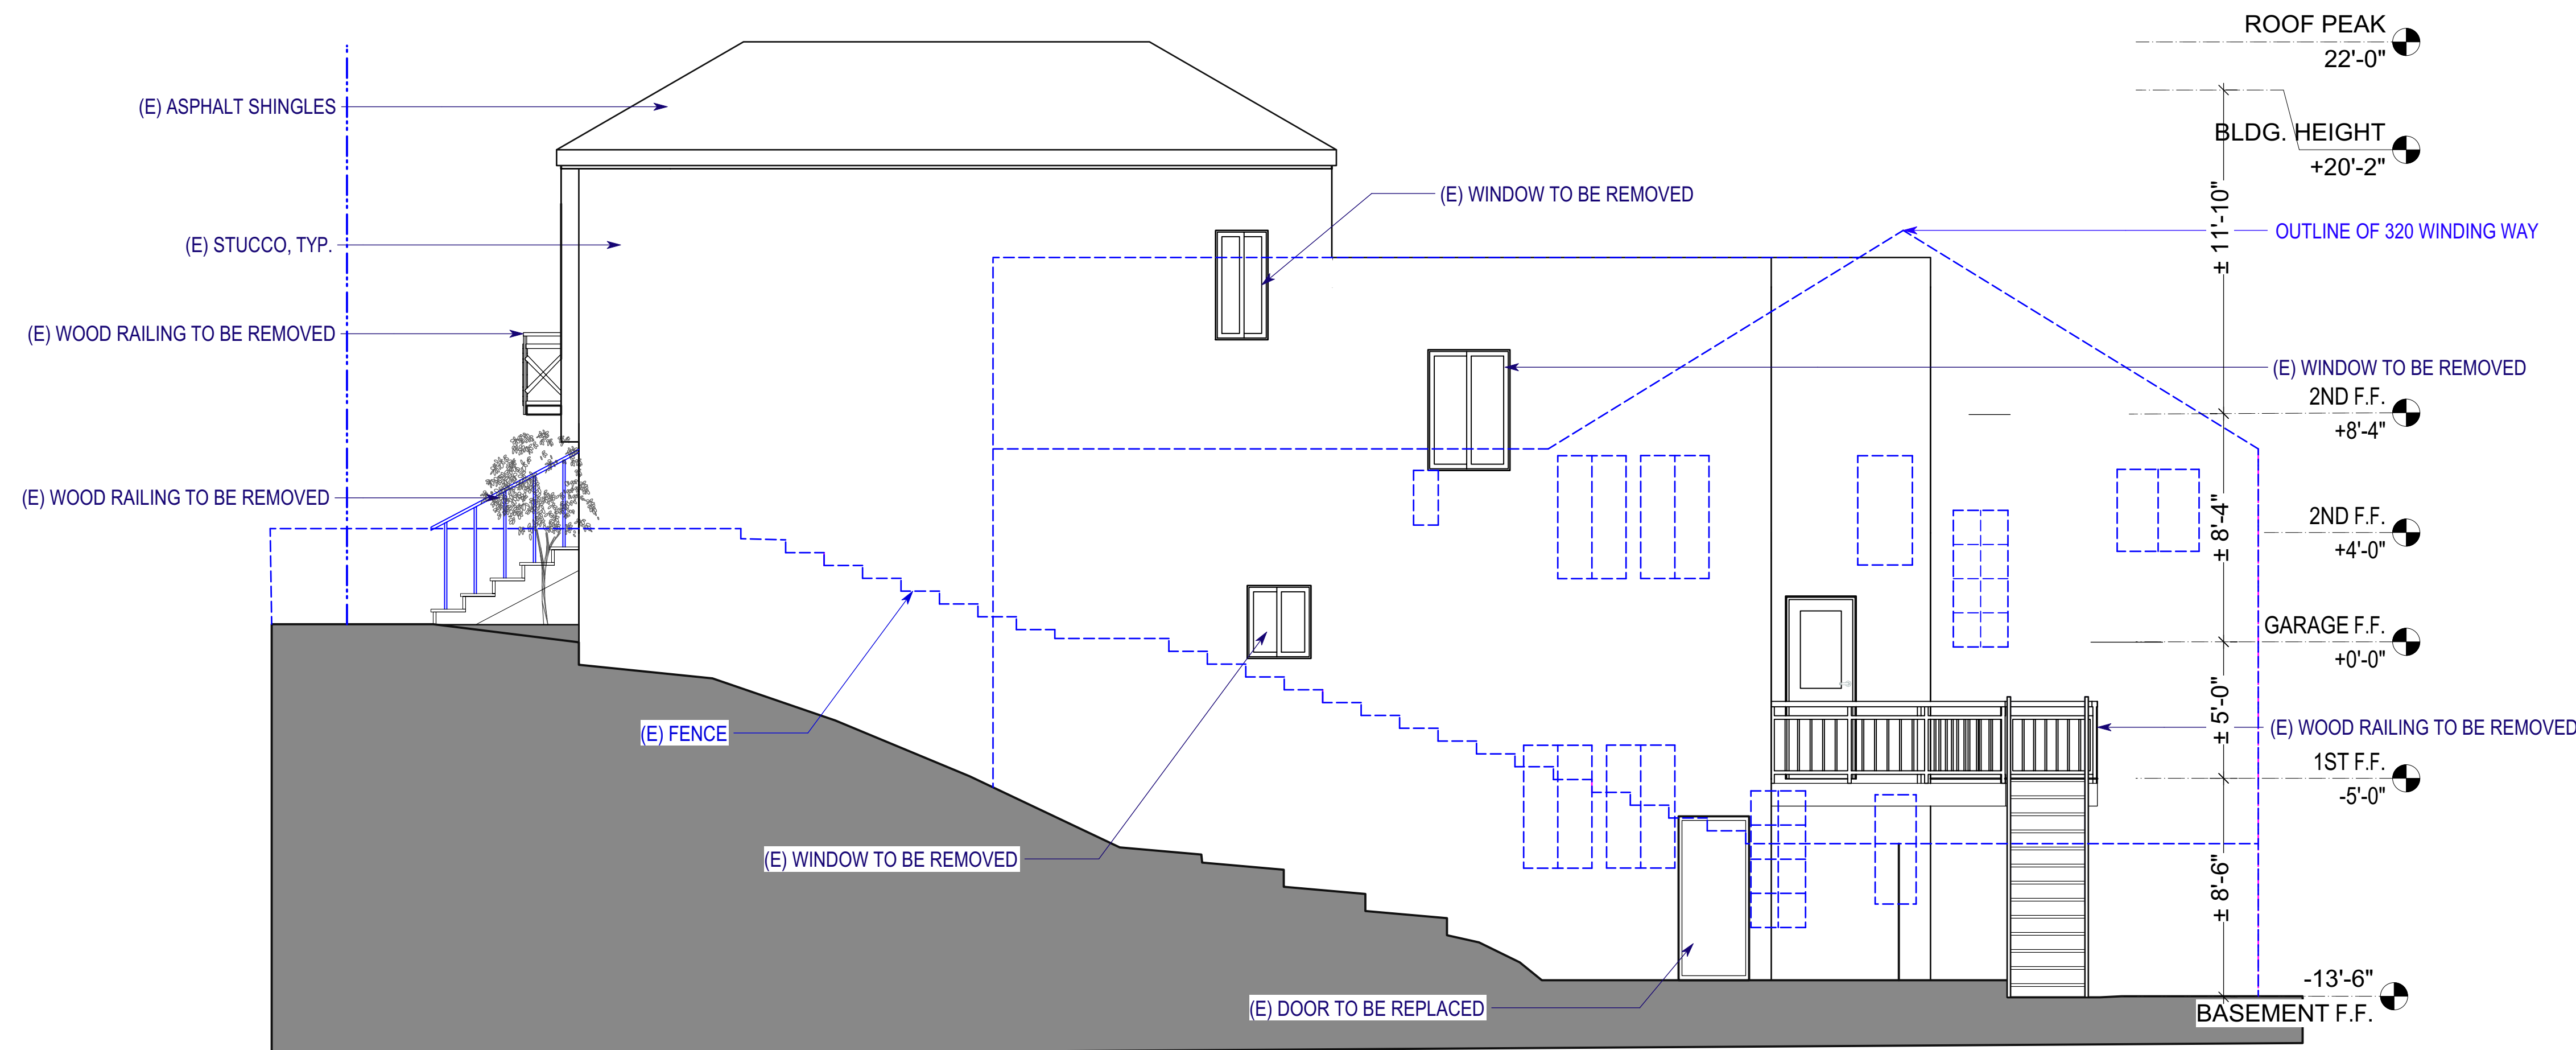 ROOF PEAK
22'-0"
(E) ASPHALT SHINGLES
BLDG. HEIGHT
+20'-2"
(E) WINDOW TO BE REMOVED
± 11'-10"
OUTLINE OF 320 WINDING WAY
(E) STUCCO, TYP.
(E) WOOD RAILING TO BE REMOVED
(E) WINDOW TO BE REMOVED
2ND F.F.
+8'-4"
(E) WOOD RAILING TO BE REMOVED
± 8'-4"
2ND F.F.
+4'-0"
GARAGE F.F.
+0'-0"
± 5'-0"
(E) FENCE
(E) WOOD RAILING TO BE REMOVED
1ST F.F.
-5'-0"
(E) WINDOW TO BE REMOVED
± 8'-6"
-13'-6"
(E) DOOR TO BE REPLACED
BASEMENT F.F.